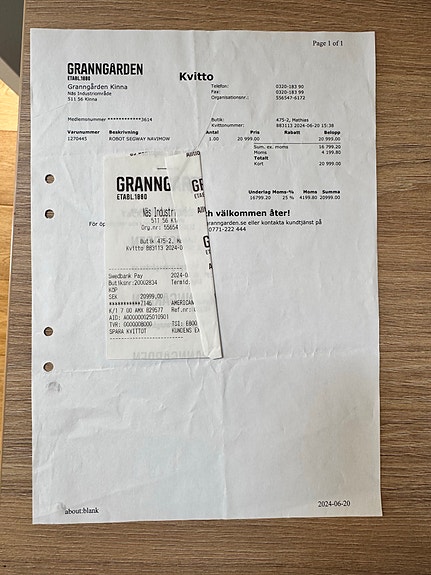 Page 1 of 1
GRANNGÅRDEN
ETABL.1880
Kvitto
Granngården Kinna
Näs Industriområde
511 56 Kinna
Telefon: 0320-183 90
Fax: 0320-183 99
Organisationsnr.: 556547-6172
Medlemsnummer ************3614
Butik: 475-2, Mathias
Kvittonummer: 883113 2024-06-20 15:38
Varunummer Beskrivning Antal Pris Rabatt Belopp
1270445 ROBOT SEGWAY NAVIMOW 1.00 20 999.00 20 999.00
Sum. ex. moms 16 799.20
Moms 4 199.80
Totalt
Kort 20 999.00
Underlag Moms-% Moms Summa
16799.20 25 % 4199.80 20999.00
välkommen åter!
För
granngarden.se eller kontakta kundtjänst på
0771-222 444
GRANNG
ETABL.1880
Näs Industri
511 56 K
Org.nr: 55654
Butik 475-2, M
Kvitto 883113 2024-0
Swedbank Pay 2024-0
Butiksnr:20002834 Termid.
KÖP
SEK 20999,00
************7146 AMERICAN
K/1 7 00 AMX 829577 Ref.nr:
AID: A000000025010901
TVR: 0000008000 TSI: E800
SPARA KVITTOT KUNDENS EX
about:blank
2024-06-20